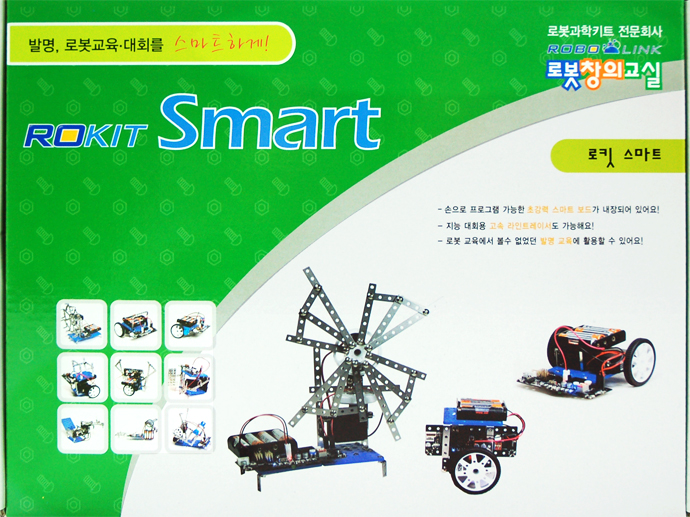 발명, 로봇교육·대회를 스마트하게!
로봇과학키트 전문회사
ROBO LINK
로봇창의교실
ROKIT Smart
로킷 스마트
- 손으로 프로그램 가능한 초강력 스마트 보드가 내장되어 있어요!
- 지능 대회용 고속 라인트레이서도 가능해요!
- 로봇 교육에서 볼수 없었던 발명 교육에 활용할 수 있어요!